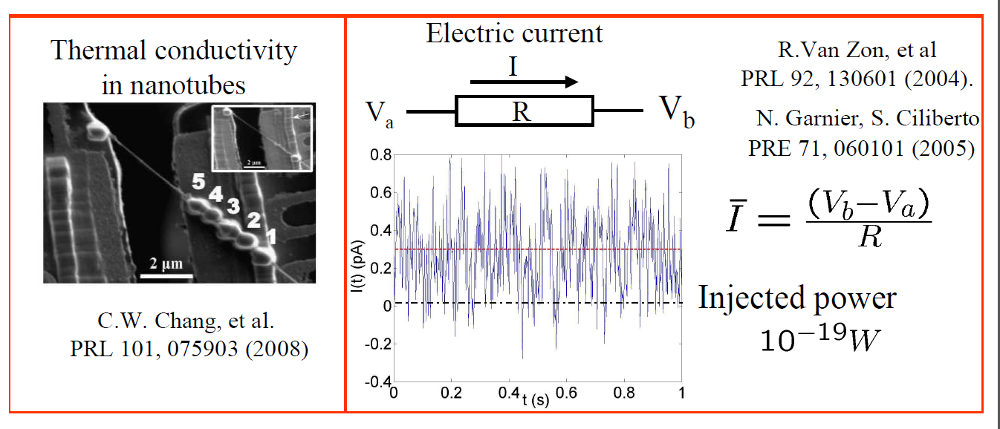 Thermal conductivity
in nanotubes
5
4
3
2
1
2 μm
2 μm
C.W. Chang, et al.
PRL 101, 075903 (2008)
Electric current
I
V_a
R
V_b
I(t) (pA)
0.8
0.6
0.4
0.2
0
-0.2
-0.4
0 0.2 0.4 0.6 0.8 1
t (s)
R.Van Zon, et al
PRL 92, 130601 (2004).
N. Garnier, S. Ciliberto
PRE 71, 060101 (2005)
Ī = (V_b−V_a)/R
Injected power
10⁻¹⁹W